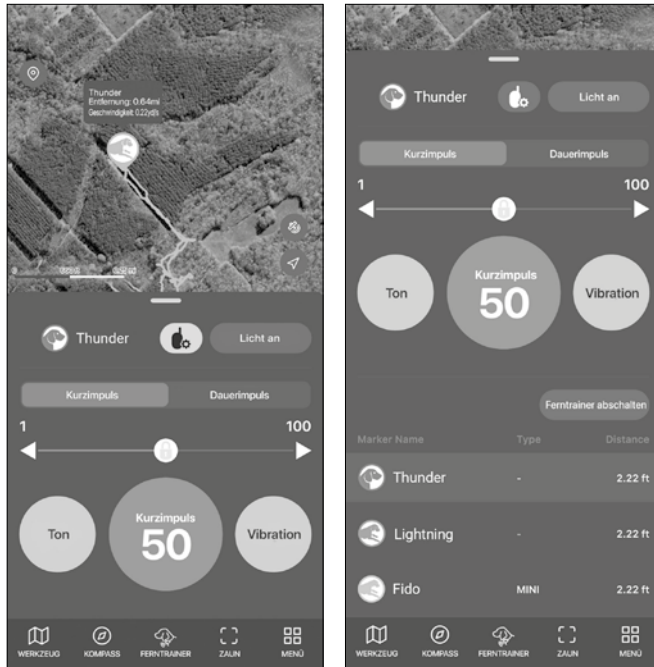 Thunder
Entfernung: 0.64mi
Geschwindigkeit: 0.22yd/s
Thunder
Licht an
Kurzimpuls Dauerimpuls
1 100
Ton
Kurzimpuls
50
Vibration
WERKZEUG KOMPASS FERNTRAINER ZAUN MENÜ
Thunder
Licht an
Kurzimpuls Dauerimpuls
1 100
Ton
Kurzimpuls
50
Vibration
Ferntrainer abschalten
Marker Name Type Distance
Thunder - 2.22 ft
Lightning - 2.22 ft
Fido MINI 2.22 ft
WERKZEUG KOMPASS FERNTRAINER ZAUN MENÜ